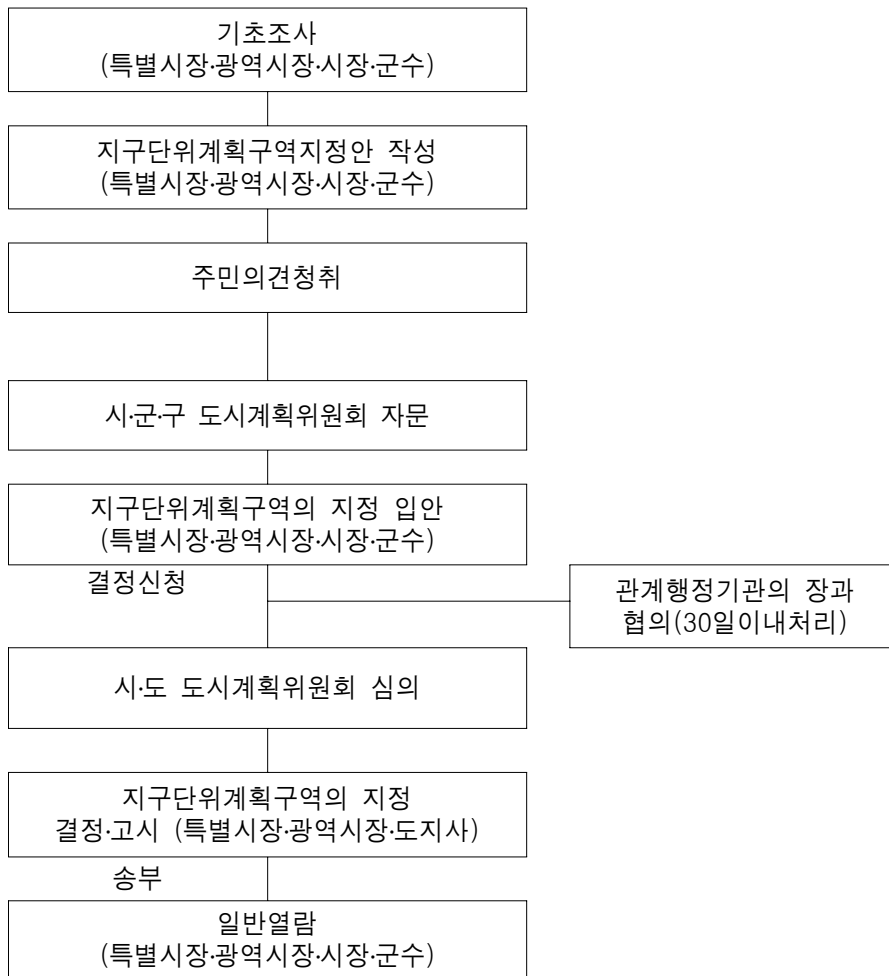 기초조사
(특별시장·광역시장·시장·군수)
지구단위계획구역지정안 작성
(특별시장·광역시장·시장·군수)
주민의견청취
시·군·구 도시계획위원회 자문
지구단위계획구역의 지정 입안
(특별시장·광역시장·시장·군수)
결정신청
관계행정기관의 장과
협의(30일이내처리)
시·도 도시계획위원회 심의
지구단위계획구역의 지정
결정·고시 (특별시장·광역시장·도지사)
송부
일반열람
(특별시장·광역시장·시장·군수)